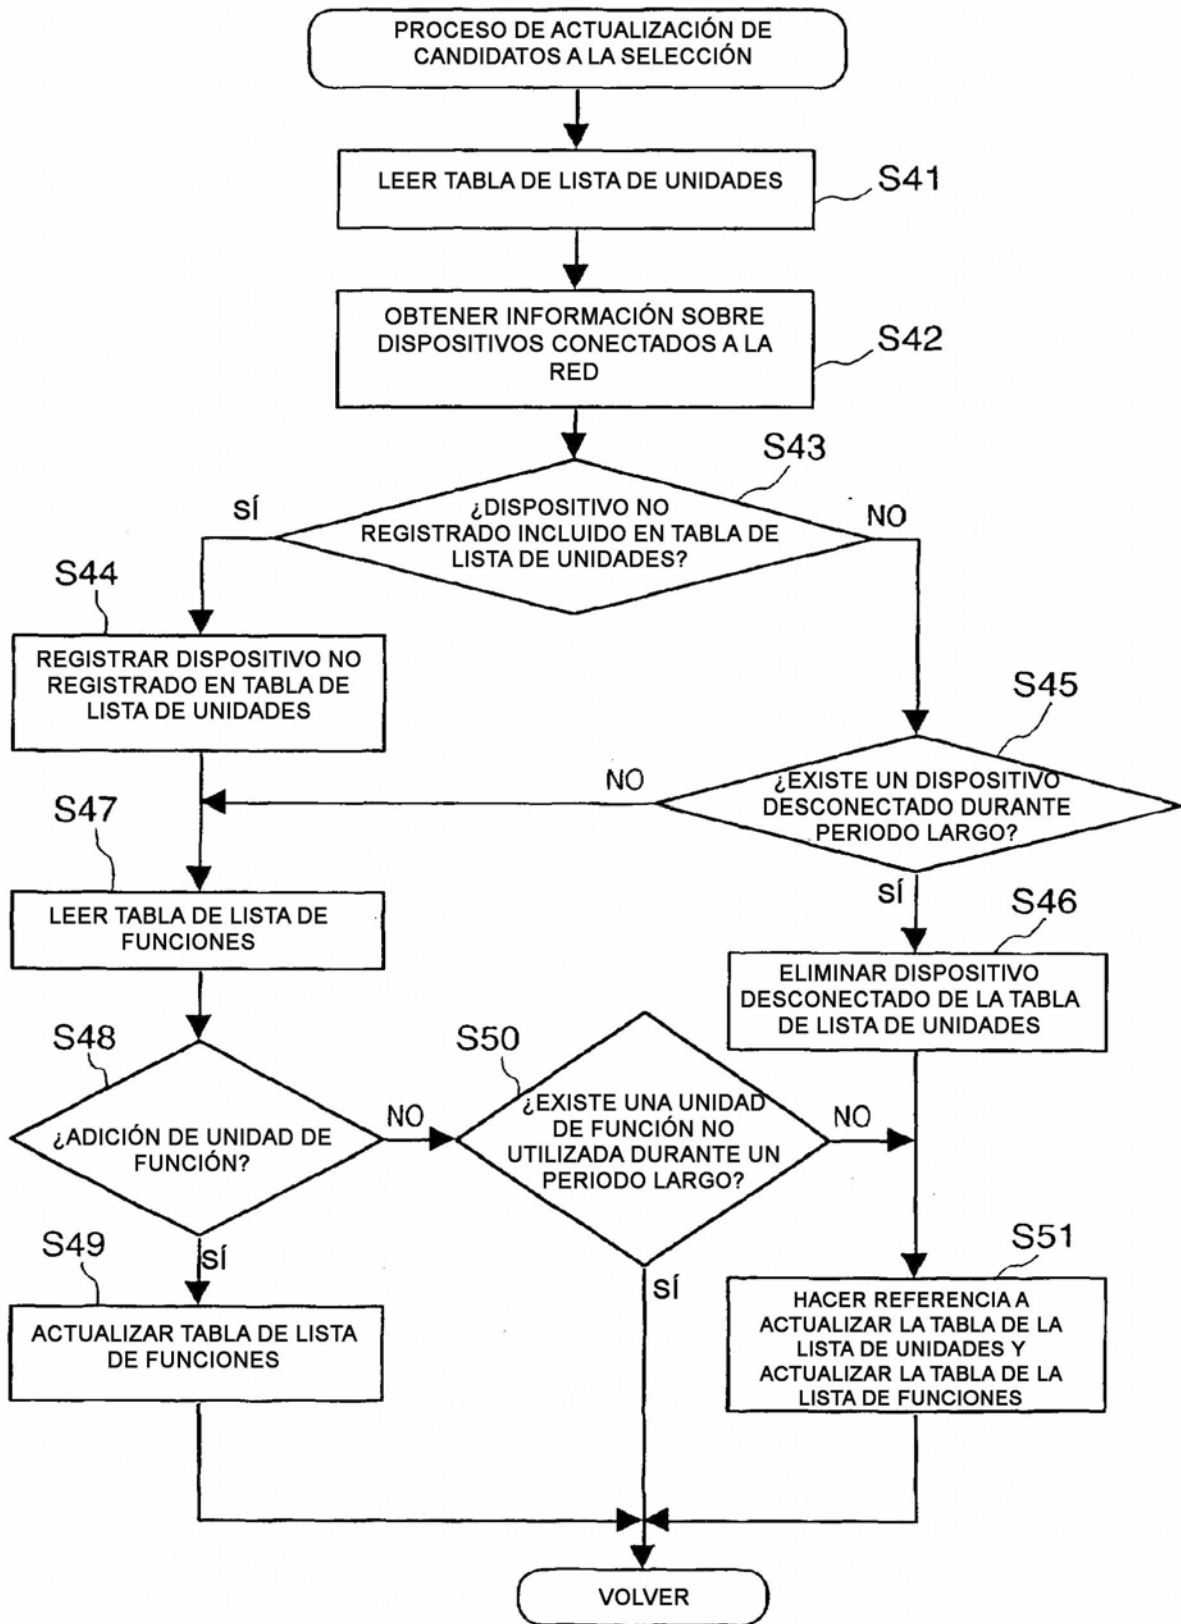 PROCESO DE ACTUALIZACIÓN DE
CANDIDATOS A LA SELECCIÓN
LEER TABLA DE LISTA DE UNIDADES
S41
OBTENER INFORMACIÓN SOBRE
DISPOSITIVOS CONECTADOS A LA
RED
S42
S43
¿DISPOSITIVO NO
REGISTRADO INCLUIDO EN TABLA DE
LISTA DE UNIDADES?
SÍ
NO
S44
REGISTRAR DISPOSITIVO NO
REGISTRADO EN TABLA DE
LISTA DE UNIDADES
S45
¿EXISTE UN DISPOSITIVO
DESCONECTADO DURANTE
PERIODO LARGO?
NO
SÍ
S47
LEER TABLA DE LISTA DE
FUNCIONES
S46
ELIMINAR DISPOSITIVO
DESCONECTADO DE LA TABLA
DE LISTA DE UNIDADES
S48
¿ADICIÓN DE UNIDAD DE
FUNCIÓN?
NO
SÍ
S50
¿EXISTE UNA UNIDAD
DE FUNCIÓN NO
UTILIZADA DURANTE UN
PERIODO LARGO?
NO
SÍ
S49
ACTUALIZAR TABLA DE LISTA
DE FUNCIONES
S51
HACER REFERENCIA A
ACTUALIZAR LA TABLA DE LA
LISTA DE UNIDADES Y
ACTUALIZAR LA TABLA DE LA
LISTA DE FUNCIONES
VOLVER